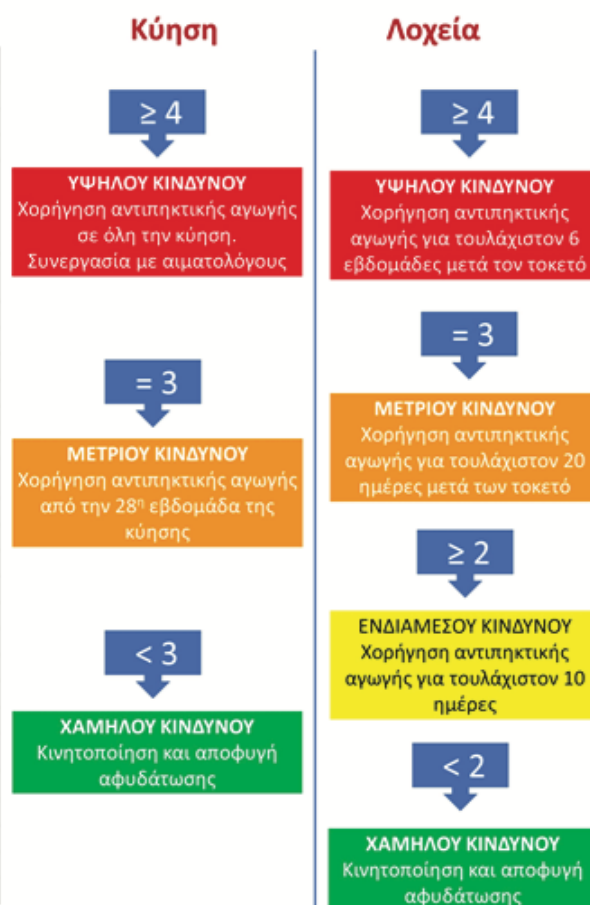 Κύηση
≥ 4
ΥΨΗΛΟΥ ΚΙΝΔΥΝΟΥ
Χορήγηση αντιπηκτικής αγωγής
σε όλη την κύηση.
Συνεργασία με αιματολόγους
= 3
ΜΕΤΡΙΟΥ ΚΙΝΔΥΝΟΥ
Χορήγηση αντιπηκτικής αγωγής
από την 28η εβδομάδα της
κύησης
< 3
ΧΑΜΗΛΟΥ ΚΙΝΔΥΝΟΥ
Κινητοποίηση και αποφυγή
αφυδάτωσης
Λοχεία
≥ 4
ΥΨΗΛΟΥ ΚΙΝΔΥΝΟΥ
Χορήγηση αντιπηκτικής
αγωγής για τουλάχιστον 6
εβδομάδες μετά τον τοκετό
= 3
ΜΕΤΡΙΟΥ ΚΙΝΔΥΝΟΥ
Χορήγηση αντιπηκτικής
αγωγής για τουλάχιστον 20
ημέρες μετά των τοκετό
≥ 2
ΕΝΔΙΑΜΕΣΟΥ ΚΙΝΔΥΝΟΥ
Χορήγηση αντιπηκτικής
αγωγής για τουλάχιστον 10
ημέρες
< 2
ΧΑΜΗΛΟΥ ΚΙΝΔΥΝΟΥ
Κινητοποίηση και αποφυγή
αφυδάτωσης